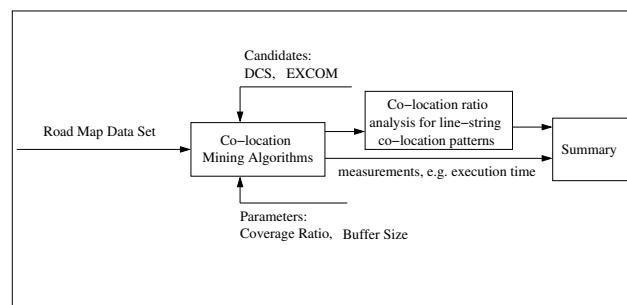 Candidates:
DCS, EXCOM
Road Map Data Set
Co-location
Mining Algorithms
Co-location ratio
analysis for line-string
co-location patterns
measurements, e.g. execution time
Summary
Parameters:
Coverage Ratio, Buffer Size